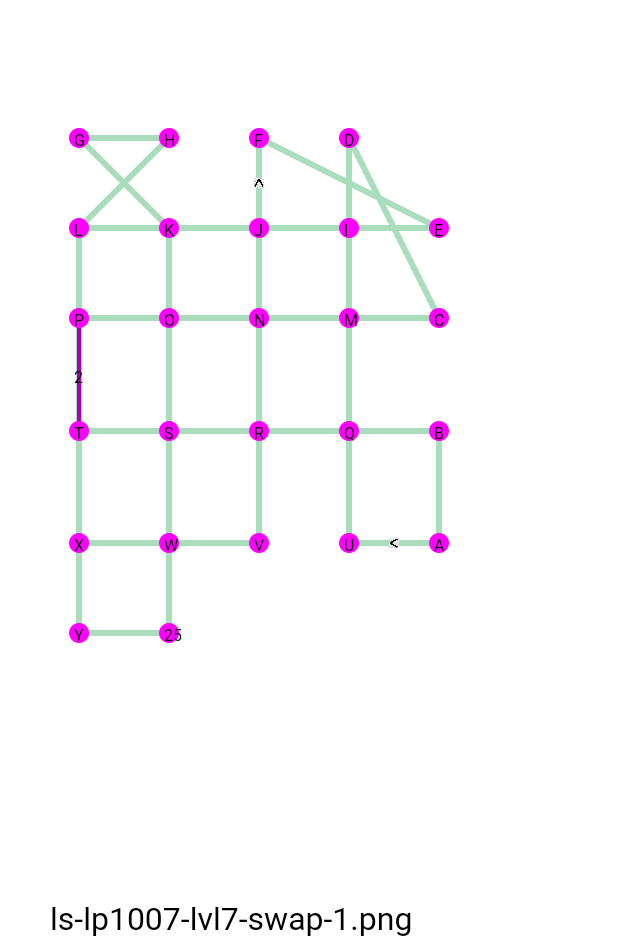 G H F D
L K J I E
P O N M C
2
T S R Q B
X W V U A
Y 25
ls-lp1007-lvl7-swap-1.png